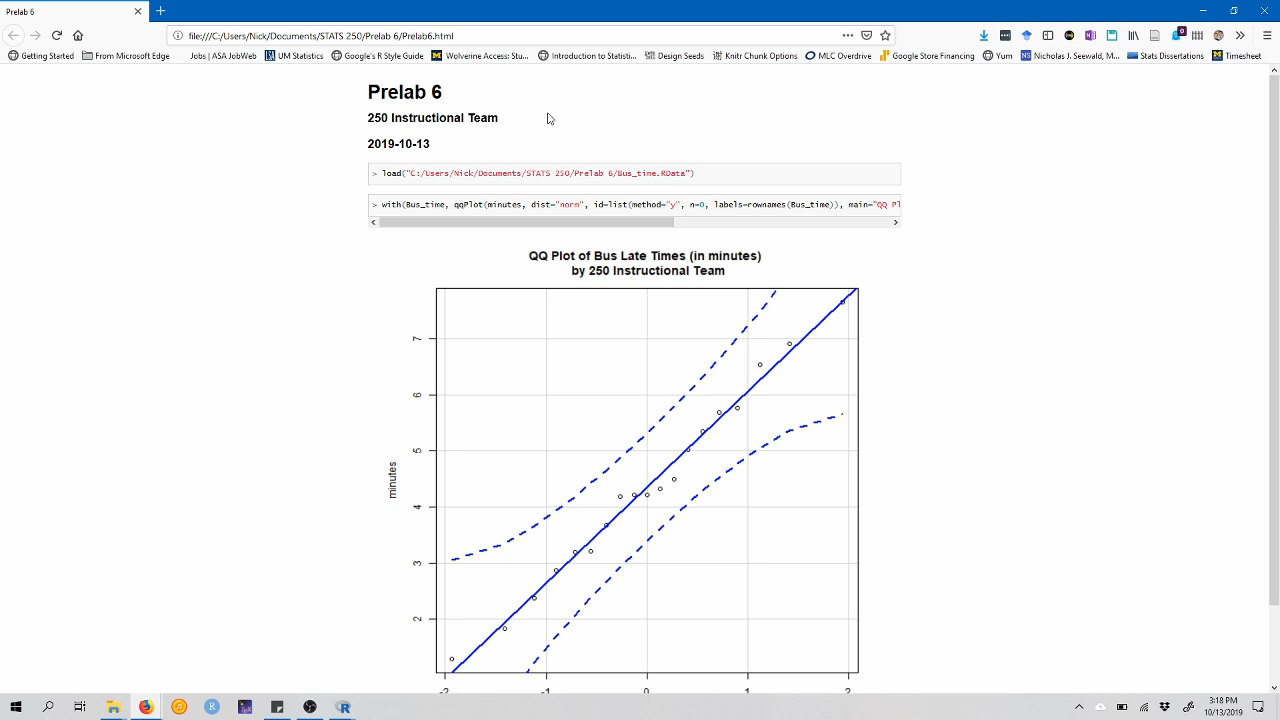 Prelab 6
file:///C:/Users/Nick/Documents/STATS 250/Prelab 6/Prelab6.html
Getting Started From Microsoft Edge Jobs | ASA JobWeb UM Statistics Google's R Style Guide Wolverine Access:Stu... Introduction to Statisti... Design Seeds Knitr Chunk Options MLC Overdrive Google Store Financing Yum Nicholas J. Seewald, M... Stats Dissertations Timesheet
Prelab 6
250 Instructional Team
2019-10-13
> load("C:/Users/Nick/Documents/STATS 250/Prelab 6/Bus_time.RData")
> with(Bus_time, qqPlot(minutes, dist="norm", id=list(method="y", n=0, labels=rownames(Bus_time)), main="QQ Pl
QQ Plot of Bus Late Times (in minutes)
by 250 Instructional Team
7
6
5
4
3
2
minutes
-2 -1 0 1 2
3:18 PM
10/13/2019